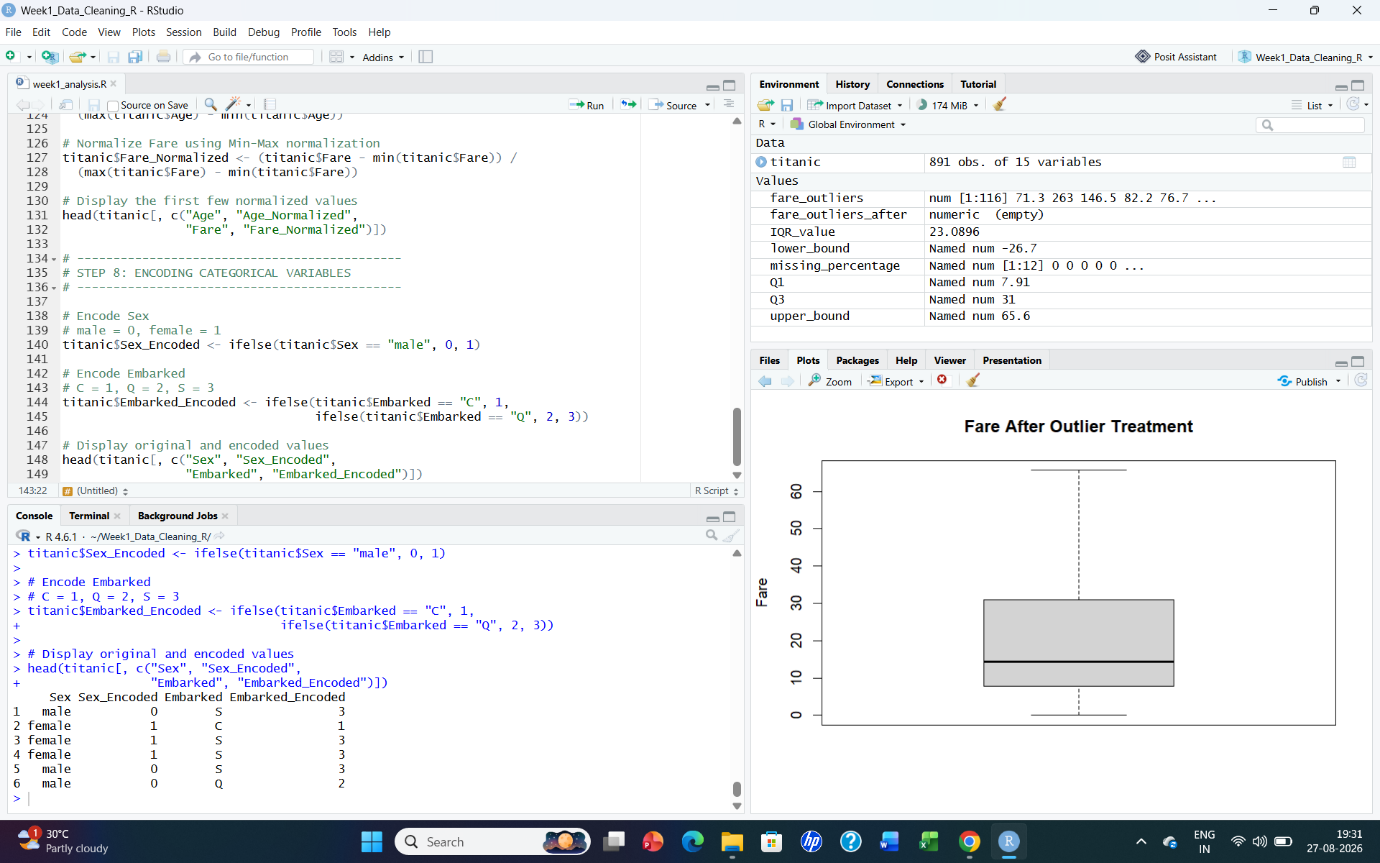 Week1_Data_Cleaning_R - RStudio
File Edit Code View Plots Session Build Debug Profile Tools Help
Go to file/function Addins Posit Assistant Week1_Data_Cleaning_R
week1_analysis.R
Source on Save Run Source
124 (max(titanic$Age) - min(titanic$Age))
125
126 # Normalize Fare using Min-Max normalization
127 titanic$Fare_Normalized <- (titanic$Fare - min(titanic$Fare)) /
128 (max(titanic$Fare) - min(titanic$Fare))
129
130 # Display the first few normalized values
131 head(titanic[, c("Age", "Age_Normalized",
132 "Fare", "Fare_Normalized")])
133
134 # ---------------------------------------------
135 # STEP 8: ENCODING CATEGORICAL VARIABLES
136 # ---------------------------------------------
137
138 # Encode Sex
139 # male = 0, female = 1
140 titanic$Sex_Encoded <- ifelse(titanic$Sex == "male", 0, 1)
141
142 # Encode Embarked
143 # C = 1, Q = 2, S = 3
144 titanic$Embarked_Encoded <- ifelse(titanic$Embarked == "C", 1,
145 ifelse(titanic$Embarked == "Q", 2, 3))
146
147 # Display original and encoded values
148 head(titanic[, c("Sex", "Sex_Encoded",
149 "Embarked", "Embarked_Encoded")])
143:22 # (Untitled) R Script
Console Terminal Background Jobs
R 4.6.1 · ~/Week1_Data_Cleaning_R/
> titanic$Sex_Encoded <- ifelse(titanic$Sex == "male", 0, 1)
>
> # Encode Embarked
> # C = 1, Q = 2, S = 3
> titanic$Embarked_Encoded <- ifelse(titanic$Embarked == "C", 1,
+ ifelse(titanic$Embarked == "Q", 2, 3))
>
> # Display original and encoded values
> head(titanic[, c("Sex", "Sex_Encoded",
+ "Embarked", "Embarked_Encoded")])
Sex Sex_Encoded Embarked Embarked_Encoded
1 male 0 S 3
2 female 1 C 1
3 female 1 S 3
4 female 1 S 3
5 male 0 S 3
6 male 0 Q 2
>
Environment History Connections Tutorial
Import Dataset 174 MiB List
R Global Environment
Data
titanic 891 obs. of 15 variables
Values
fare_outliers num [1:116] 71.3 263 146.5 82.2 76.7 ...
fare_outliers_after numeric (empty)
IQR_value 23.0896
lower_bound Named num -26.7
missing_percentage Named num [1:12] 0 0 0 0 0 ...
Q1 Named num 7.91
Q3 Named num 31
upper_bound Named num 65.6
Files Plots Packages Help Viewer Presentation
Zoom Export Publish
Fare After Outlier Treatment
Fare
60
50
40
30
20
10
0
1
30°C
Partly cloudy
Search
ENG
IN
19:31
27-08-2026